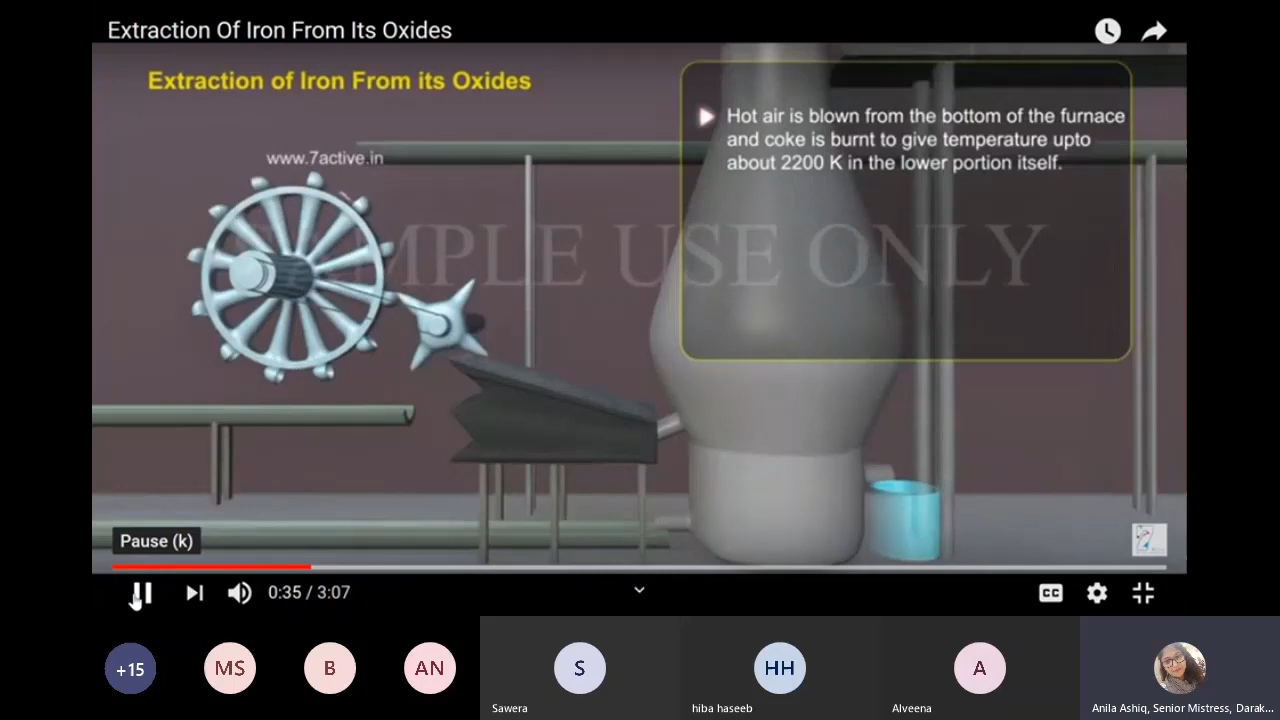 Extraction Of Iron From Its Oxides
Extraction of Iron From its Oxides
Hot air is blown from the bottom of the furnace
and coke is burnt to give temperature upto
about 2200 K in the lower portion itself.
www.7active.in
MPLE USE ONLY
Pause (k)
0:35 / 3:07
CC
+15
MS
B
AN
S
HH
A
Sawera
hiba haseeb
Alveena
Anila Ashiq, Senior Mistress, Darak...